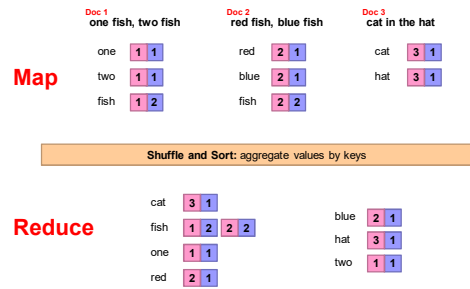 Doc 1 Doc 2 Doc 3
one fish, two fish red fish, blue fish cat in the hat
one 1 1 red 2 1 cat 3 1
Map two 1 1 blue 2 1 hat 3 1
fish 1 2 fish 2 2
Shuffle and Sort: aggregate values by keys
Reduce
cat 3 1
fish 1 2 2 2
one 1 1
red 2 1
blue 2 1
hat 3 1
two 1 1